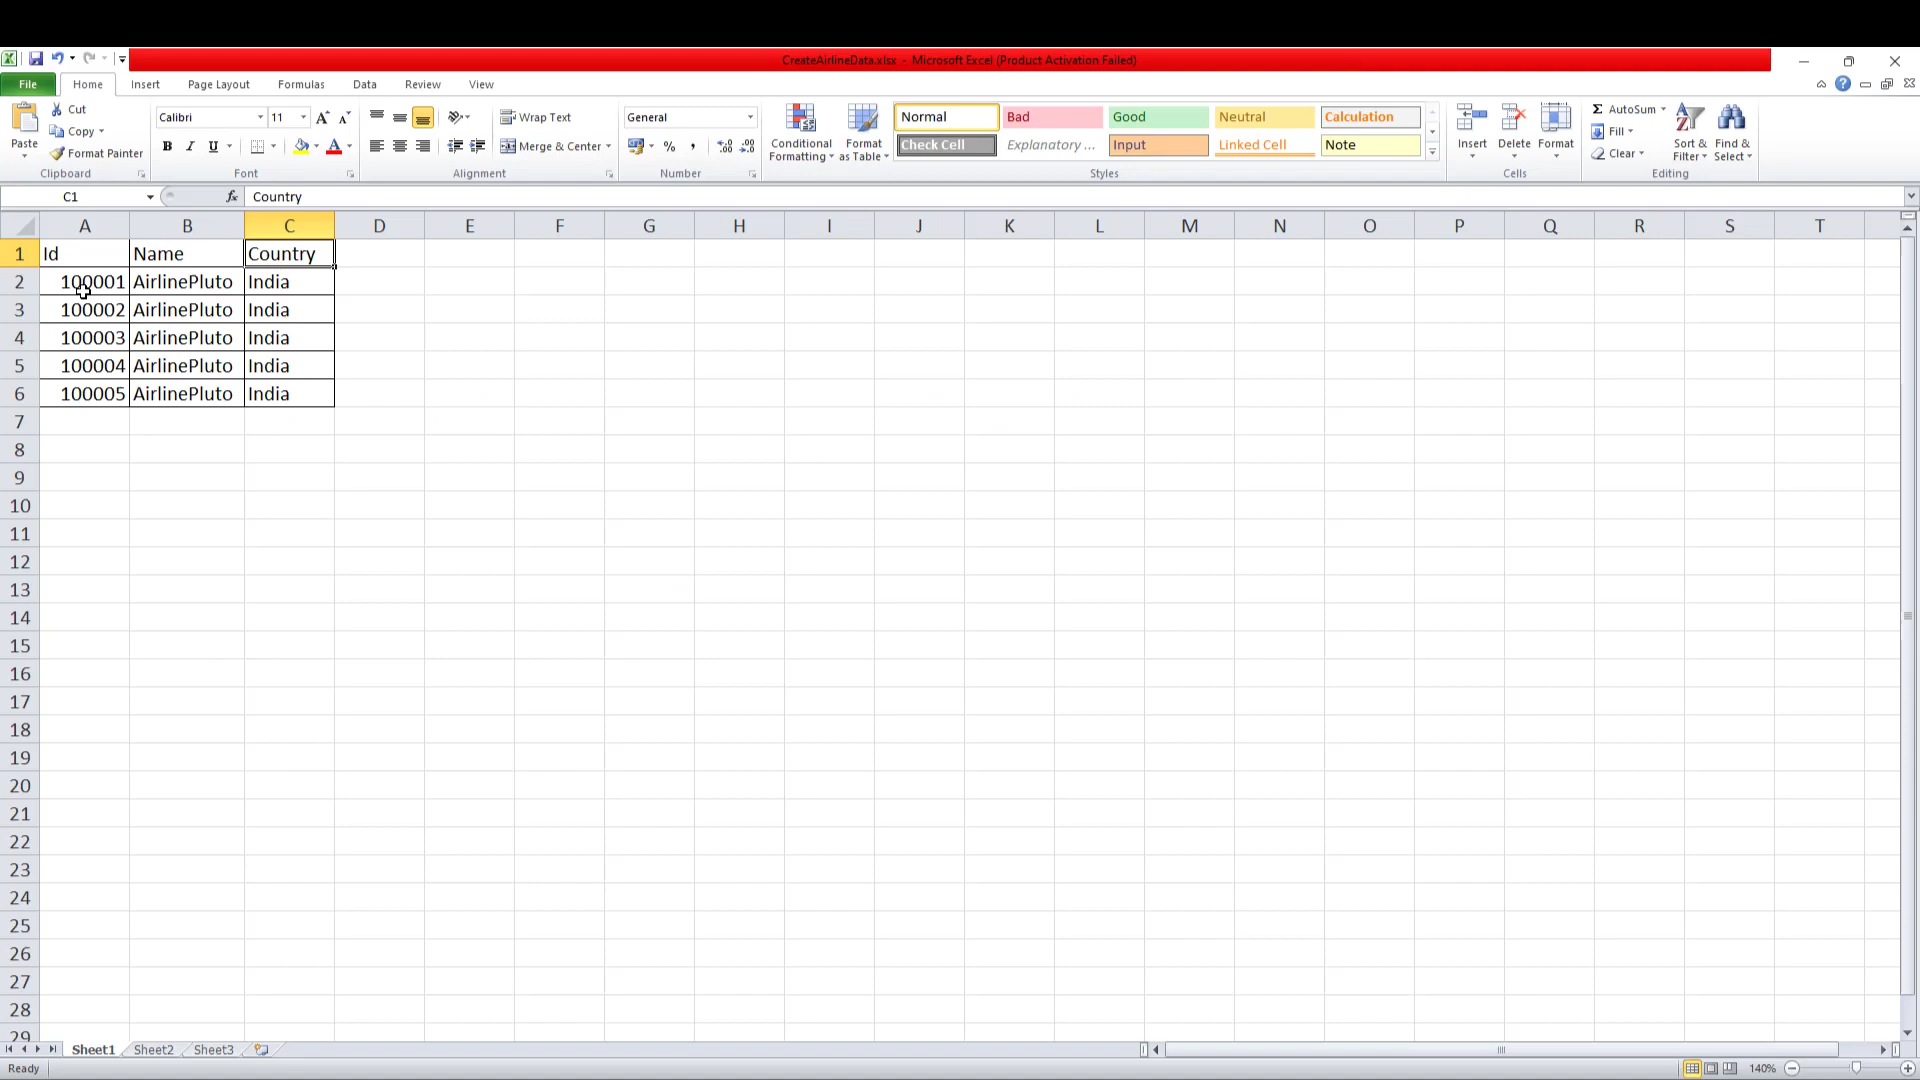 CreateAirlineData.xlsx - Microsoft Excel (Product Activation Failed)
File Home Insert Page Layout Formulas Data Review View
Paste Cut Copy Format Painter
Clipboard
Calibri 11
B I U A
Font
Wrap Text
Merge & Center
Alignment
General
% ,
Number
Conditional Formatting
Format as Table
Normal Bad Good Neutral Calculation
Check Cell Explanatory ... Input Linked Cell Note
Styles
Insert Delete Format
Cells
Σ AutoSum
Fill
Clear
Sort & Filter
Find & Select
Editing
C1 fx Country
A B C D E F G H I J K L M N O P Q R S T
1 Id Name Country
2 100001 AirlinePluto India
3 100002 AirlinePluto India
4 100003 AirlinePluto India
5 100004 AirlinePluto India
6 100005 AirlinePluto India
7
8
9
10
11
12
13
14
15
16
17
18
19
20
21
22
23
24
25
26
27
28
29
Sheet1 Sheet2 Sheet3
Ready 140%